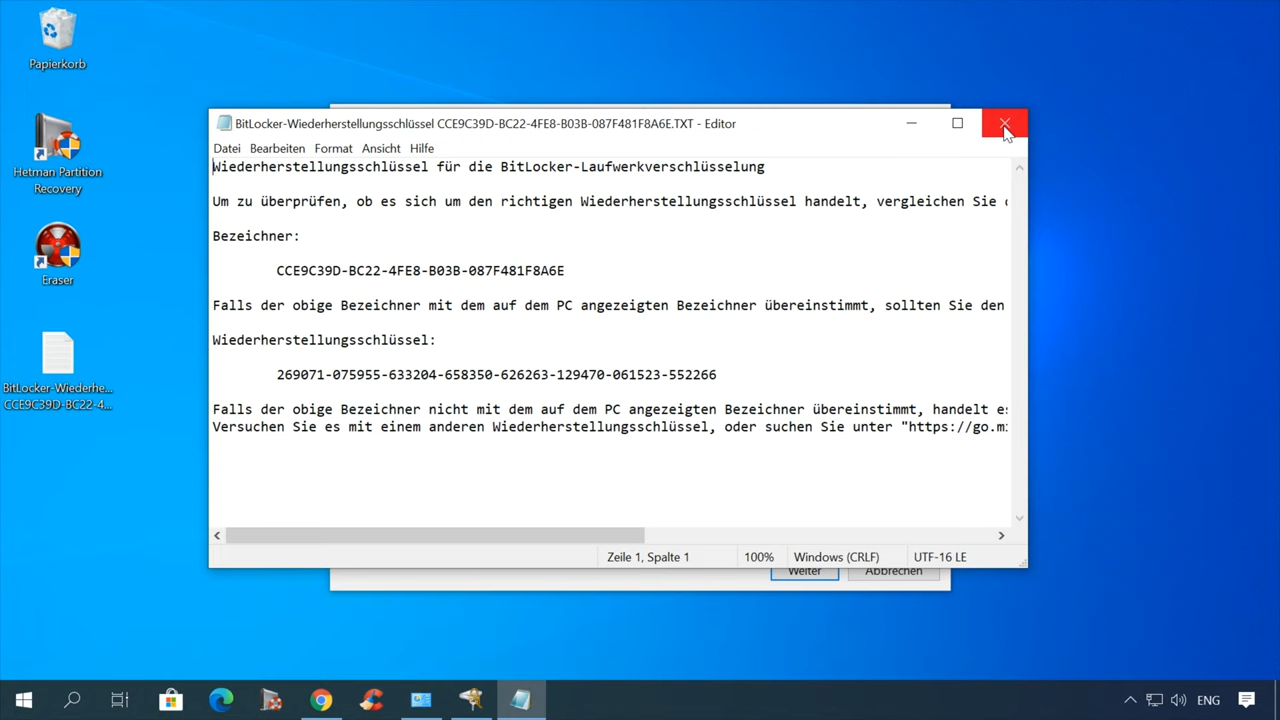 Papierkorb
Hetman Partition
Recovery
Eraser
BitLocker-Wiederhe...
CCE9C39D-BC22-4...
BitLocker-Wiederherstellungsschlüssel CCE9C39D-BC22-4FE8-B03B-087F481F8A6E.TXT - Editor
Datei Bearbeiten Format Ansicht Hilfe
Wiederherstellungsschlüssel für die BitLocker-Laufwerkverschlüsselung
Um zu überprüfen, ob es sich um den richtigen Wiederherstellungsschlüssel handelt, vergleichen Sie
Bezeichner:
CCE9C39D-BC22-4FE8-B03B-087F481F8A6E
Falls der obige Bezeichner mit dem auf dem PC angezeigten Bezeichner übereinstimmt, sollten Sie den
Wiederherstellungsschlüssel:
269071-075955-633204-658350-626263-129470-061523-552266
Falls der obige Bezeichner nicht mit dem auf dem PC angezeigten Bezeichner übereinstimmt, handelt
Versuchen Sie es mit einem anderen Wiederherstellungsschlüssel, oder suchen Sie unter "https://go.m
Zeile 1, Spalte 1 100% Windows (CRLF) UTF-16 LE
Weiter Abbrechen
ENG